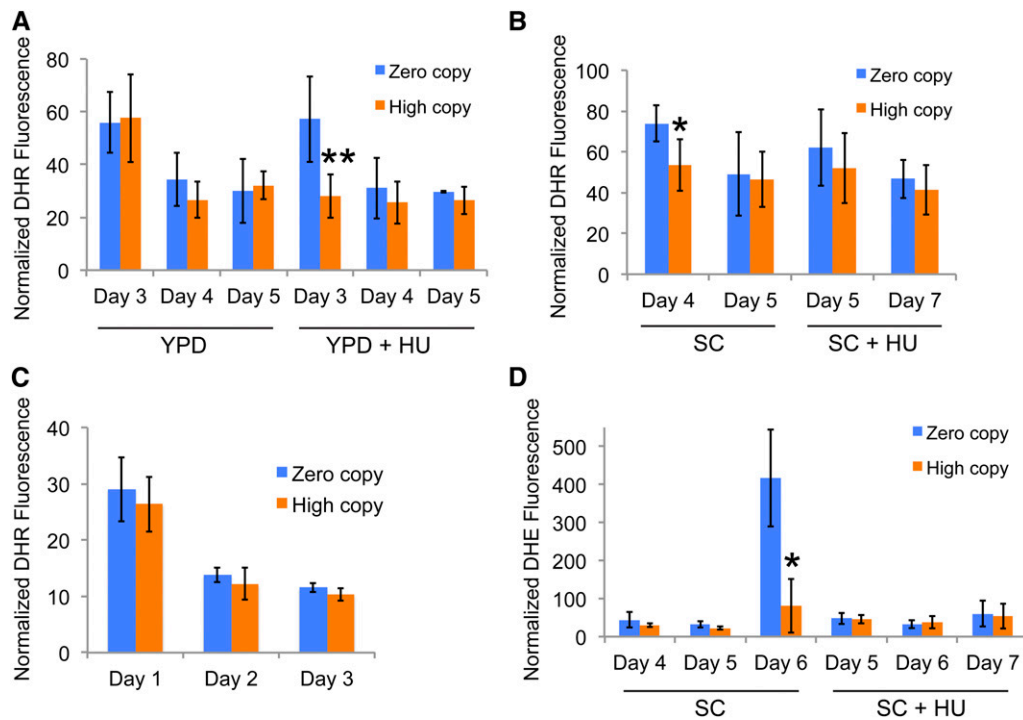 A
Normalized DHR Fluorescence
80
60
40
20
0
Zero copy
High copy
**
Day 3 Day 4 Day 5 Day 3 Day 4 Day 5
YPD YPD + HU
B
Normalized DHR Fluorescence
100
80
60
40
20
0
Zero copy
High copy
*
Day 4 Day 5 Day 5 Day 7
SC SC + HU
C
Normalized DHR Fluorescence
40
30
20
10
0
Zero copy
High copy
Day 1 Day 2 Day 3
D
Normalized DHE Fluorescence
500
400
300
200
100
0
Zero copy
High copy
*
Day 4 Day 5 Day 6 Day 5 Day 6 Day 7
SC SC + HU